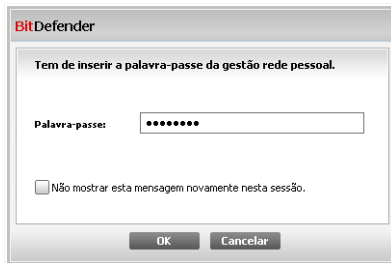 BitDefender
Tem de inserir a palavra-passe da gestão rede pessoal.
Palavra-passe: ●●●●●●●●
Não mostrar esta mensagem novamente nesta sessão.
OK Cancelar